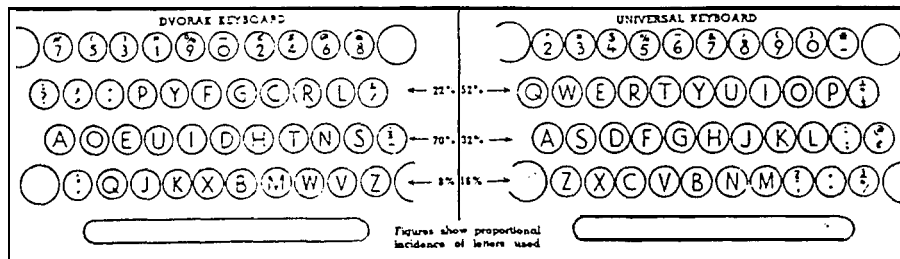 DVORAK KEYBOARD
7 5 3 1 9 0 2 4 6 8
P Y F G C R L
A O E U I D H T N S
Q J K X B M W V Z
22% 52%
70% 32%
8% 16%
UNIVERSAL KEYBOARD
2 3 4 5 6 7 8 9 0
Q W E R T Y U I O P
A S D F G H J K L
Z X C V B N M
Figures show proportional
incidence of letters used